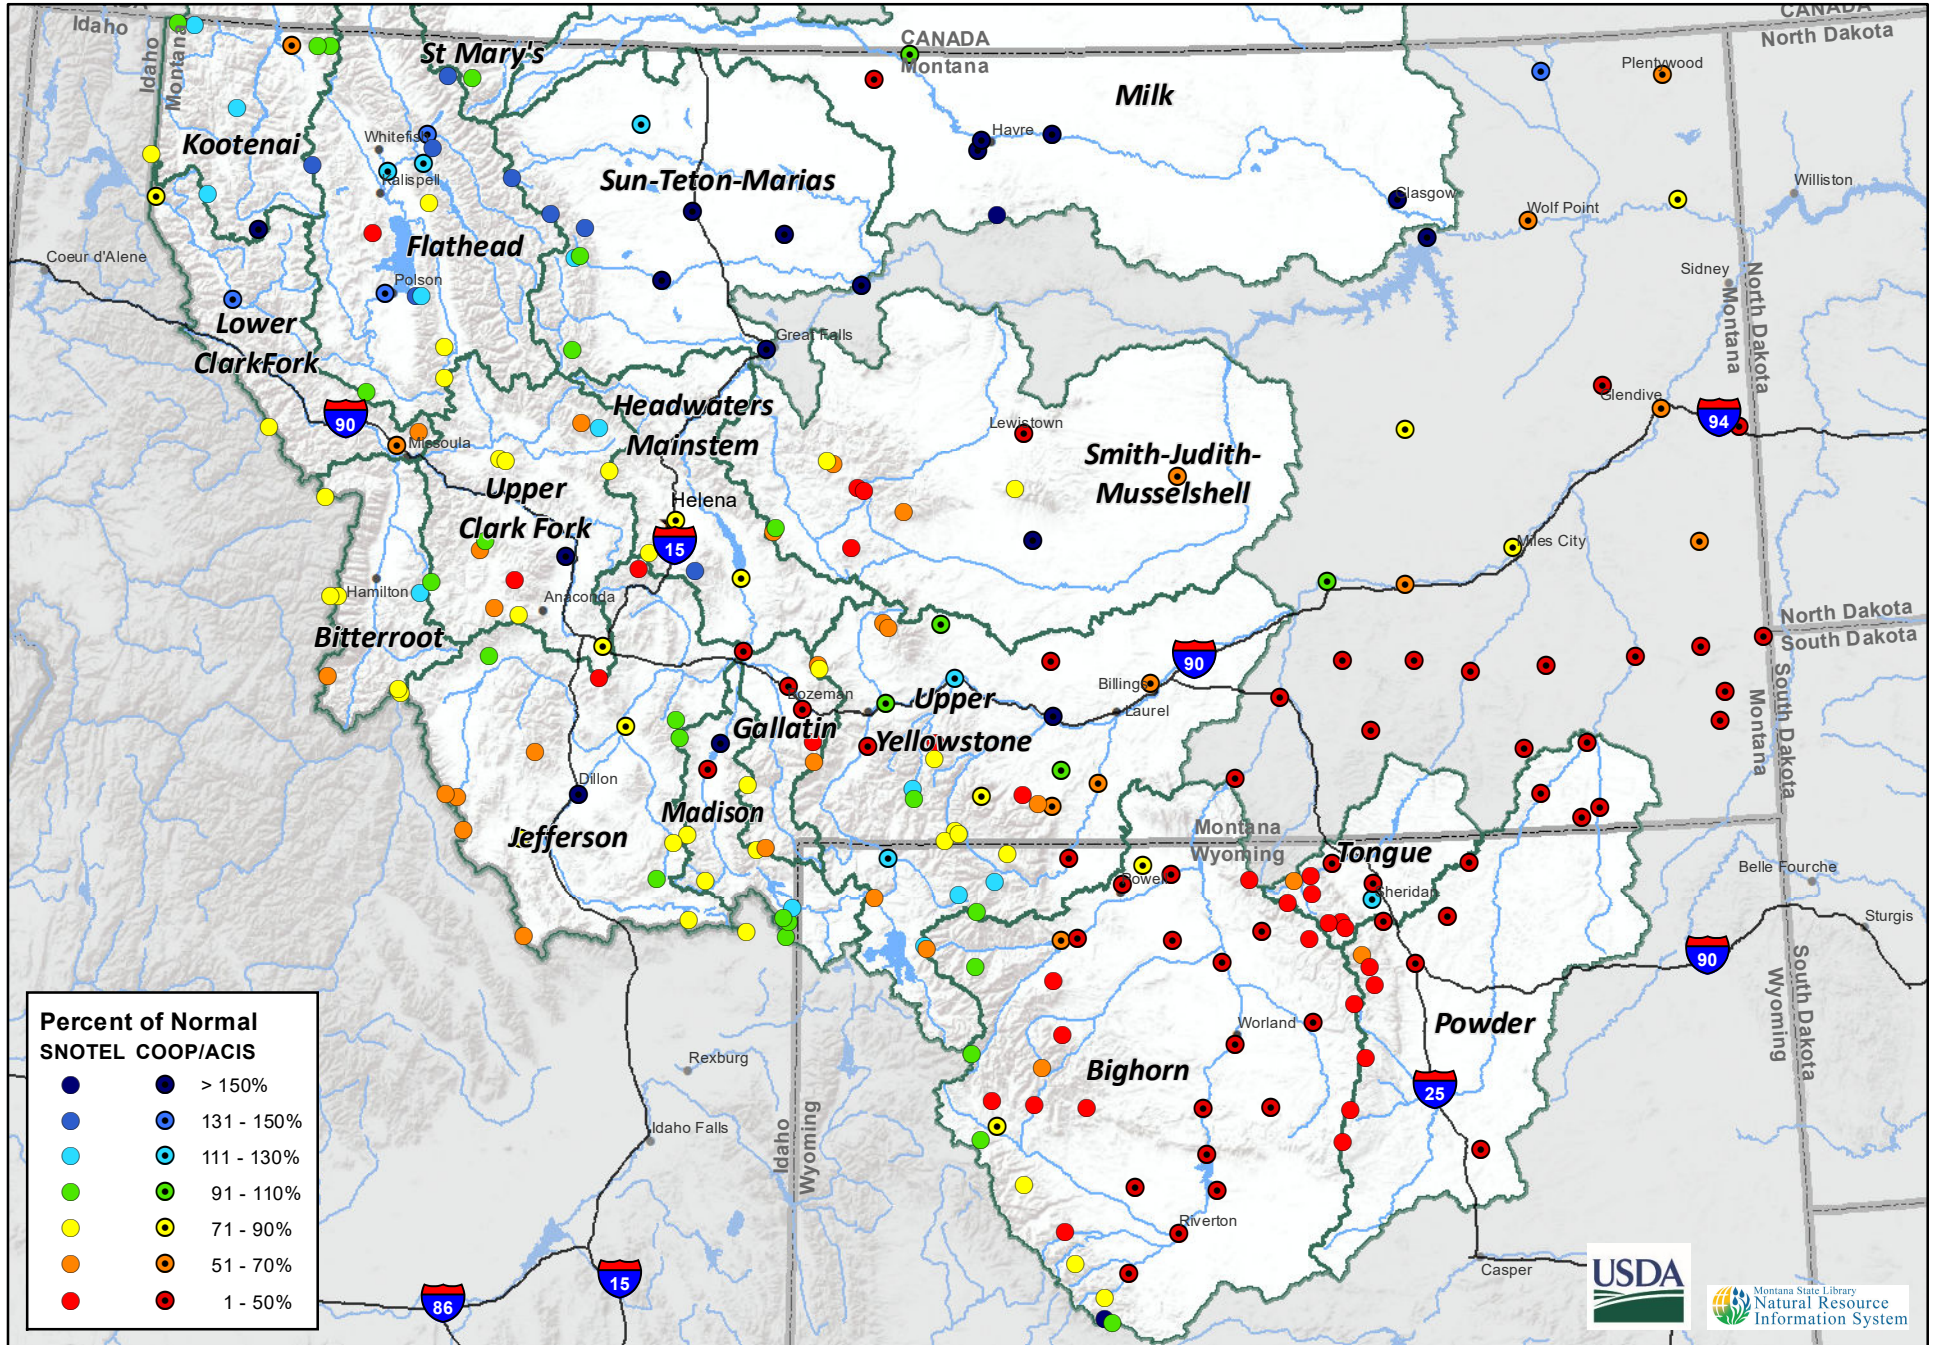 CANADA
Idaho
Idaho
Montana
CANADA
Montana
CANADA
North Dakota
St Mary's
Milk
Plentywood
Kootenai
Whitefis
Kalispell
Havre
Sun-Teton-Marias
Glasgow
Wolf Point
Williston
Flathead
Coeur d'Alene
Polson
Sidney
Montana
North Dakota
Lower
ClarkFork
Great Falls
Headwaters
Mainstem
Lewistown
Glendive
90
94
Missoula
Smith-Judith-
Musselshell
Upper
Clark Fork
Helena
15
Miles City
Hamilton
Anaconda
Bitterroot
North Dakota
South Dakota
90
Billings
Laurel
Bozeman
Gallatin
Upper
Yellowstone
Montana
South Dakota
Dillon
Madison
Jefferson
Montana
Wyoming
Tongue
Powell
Sheridan
Belle Fourche
Sturgis
90
South Dakota
Wyoming
Worland
Powder
Bighorn
25
Rexburg
Idaho Falls
Idaho
Wyoming
Riverton
Casper
15
86
Percent of Normal
SNOTEL COOP/ACIS
> 150%
131 - 150%
111 - 130%
91 - 110%
71 - 90%
51 - 70%
1 - 50%
USDA
Montana State Library
Natural Resource
Information System